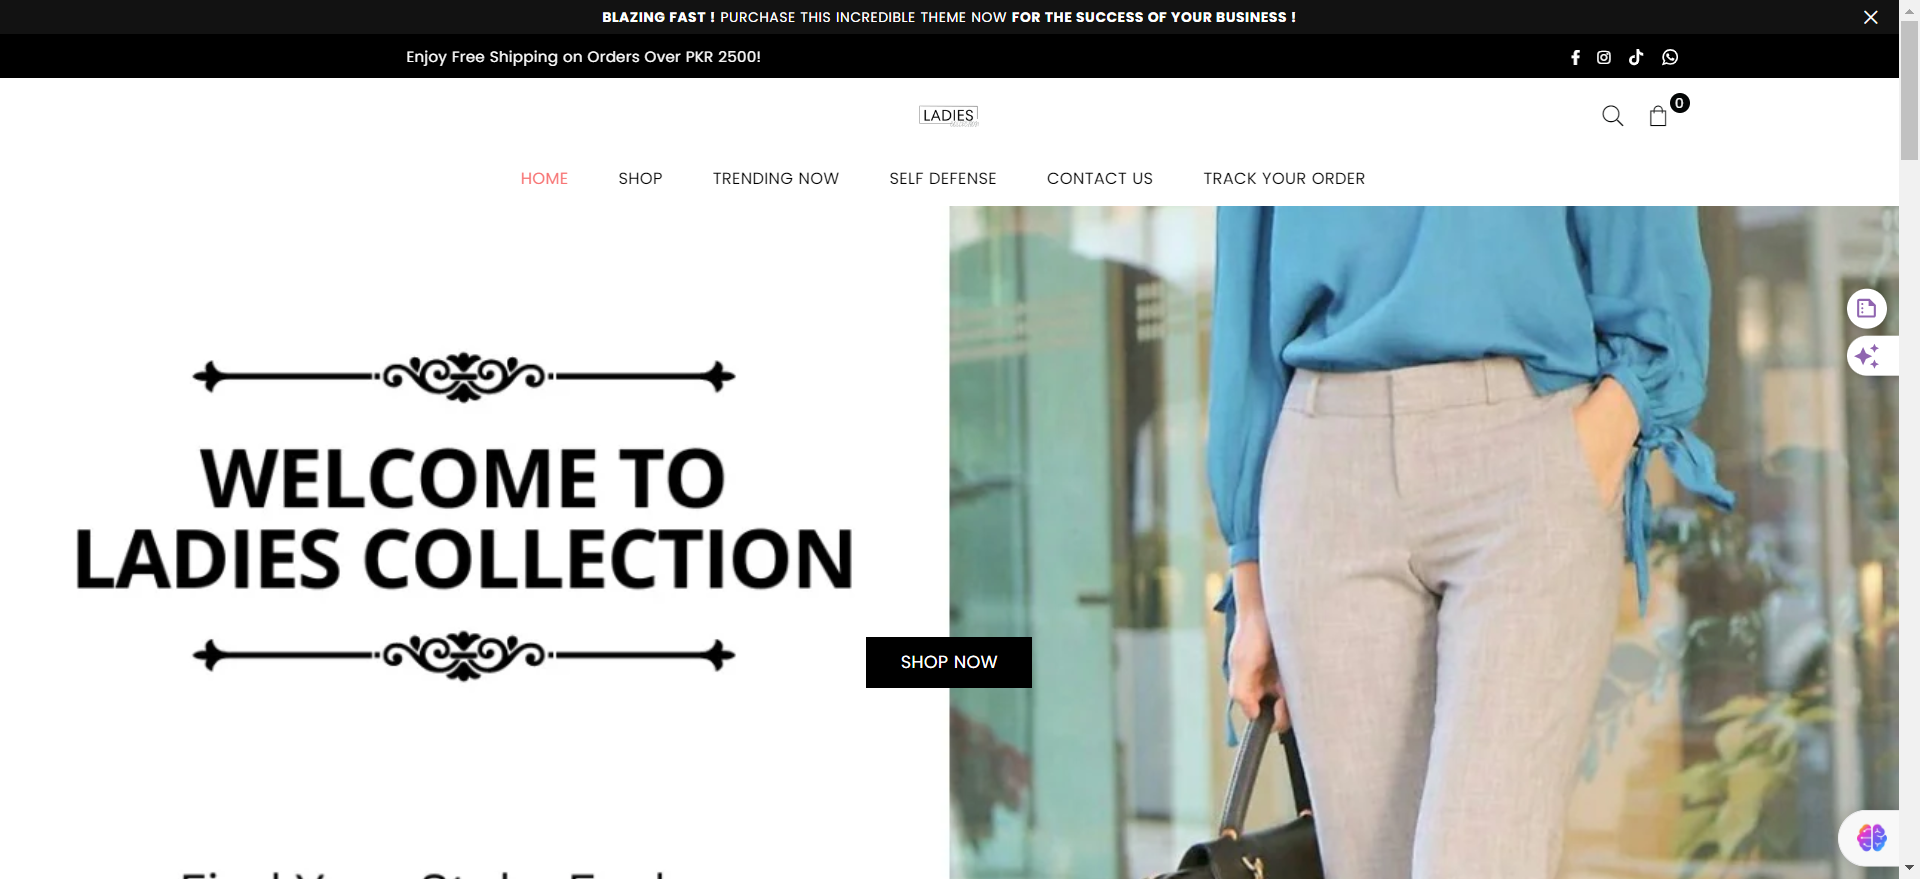 BLAZING FAST ! PURCHASE THIS INCREDIBLE THEME NOW FOR THE SUCCESS OF YOUR BUSINESS !
Enjoy Free Shipping on Orders Over PKR 2500!
LADIES
0
HOME SHOP TRENDING NOW SELF DEFENSE CONTACT US TRACK YOUR ORDER
WELCOME TO
LADIES COLLECTION
SHOP NOW